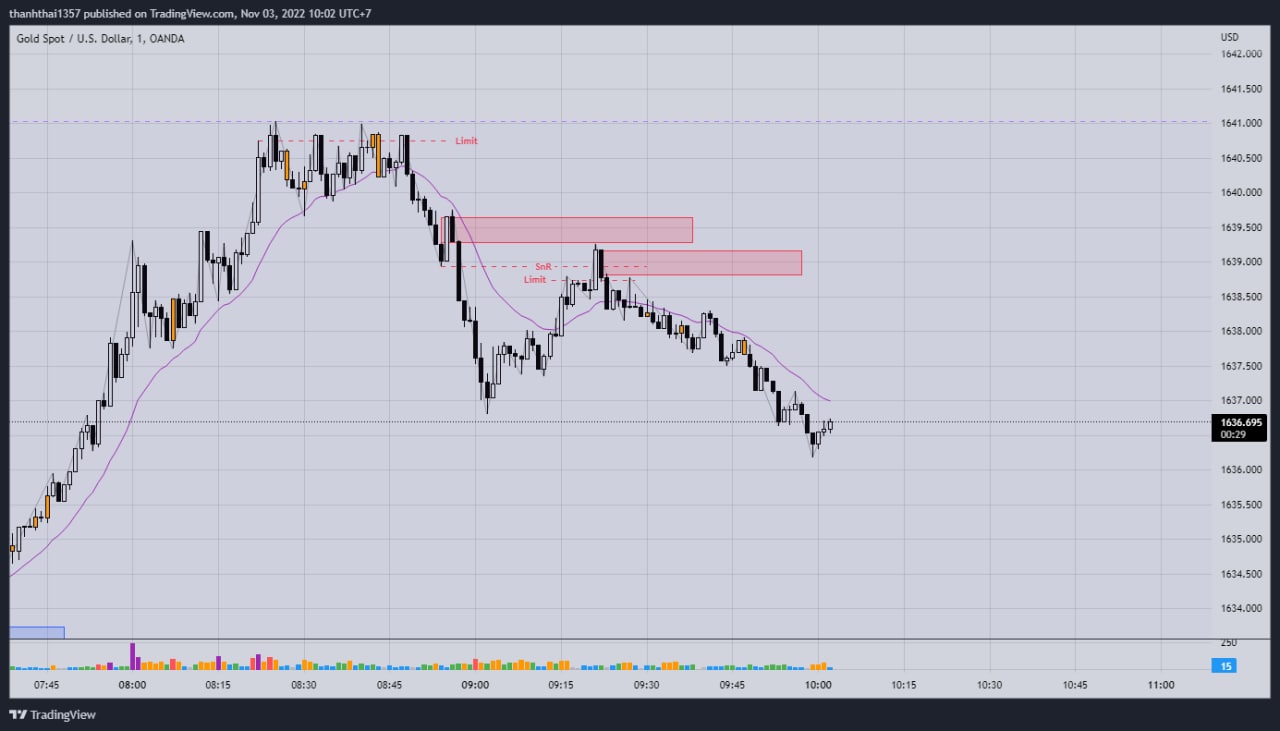 thanhthai1357 published on TradingView.com, Nov 03, 2022 10:02 UTC+7
Gold Spot / U.S. Dollar, 1, OANDA
USD
1642.000
1641.500
1641.000
Limit
1640.500
1640.000
1639.500
SnR
1639.000
Limit
1638.500
1638.000
1637.500
1637.000
1636.695
00:29
1636.000
1635.500
1635.000
1634.500
1634.000
250
15
07:45 08:00 08:15 08:30 08:45 09:00 09:15 09:30 09:45 10:00 10:15 10:30 10:45 11:00
TradingView